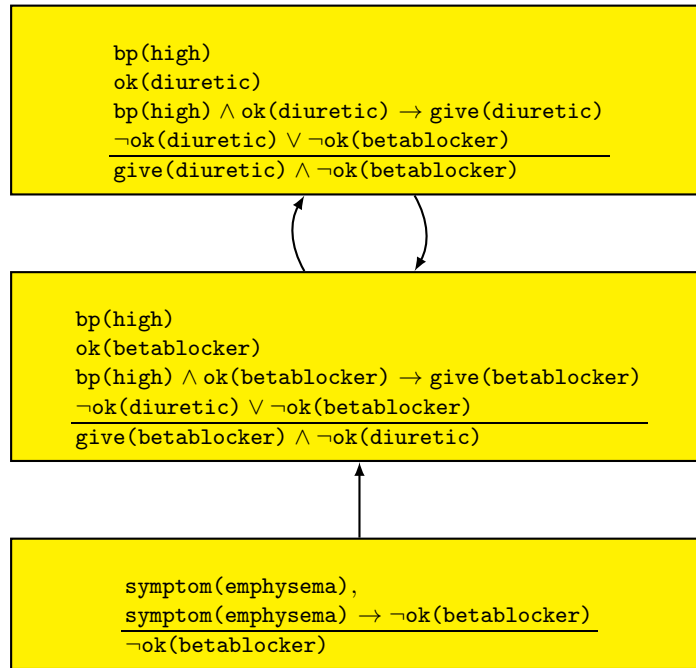 bp(high)
ok(diuretic)
bp(high) ∧ ok(diuretic) → give(diuretic)
¬ok(diuretic) ∨ ¬ok(betablocker)
give(diuretic) ∧ ¬ok(betablocker)
bp(high)
ok(betablocker)
bp(high) ∧ ok(betablocker) → give(betablocker)
¬ok(diuretic) ∨ ¬ok(betablocker)
give(betablocker) ∧ ¬ok(diuretic)
symptom(emphysema),
symptom(emphysema) → ¬ok(betablocker)
¬ok(betablocker)